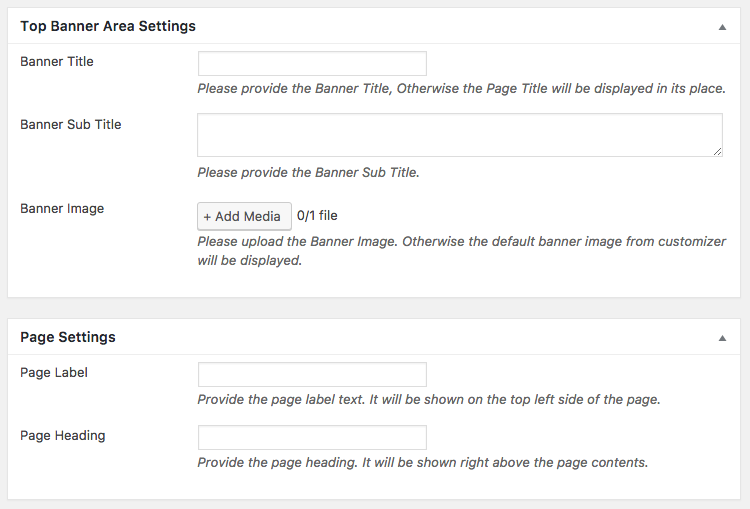 Top Banner Area Settings
Banner Title
Please provide the Banner Title, Otherwise the Page Title will be displayed in its place.
Banner Sub Title
Please provide the Banner Sub Title.
Banner Image
+ Add Media 0/1 file
Please upload the Banner Image. Otherwise the default banner image from customizer
will be displayed.
Page Settings
Page Label
Provide the page label text. It will be shown on the top left side of the page.
Page Heading
Provide the page heading. It will be shown right above the page contents.